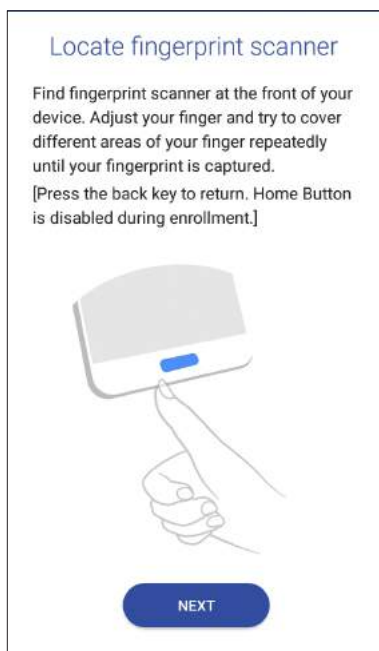 Locate fingerprint scanner
Find fingerprint scanner at the front of your
device. Adjust your finger and try to cover
different areas of your finger repeatedly
until your fingerprint is captured.
[Press the back key to return. Home Button
is disabled during enrollment.]
NEXT